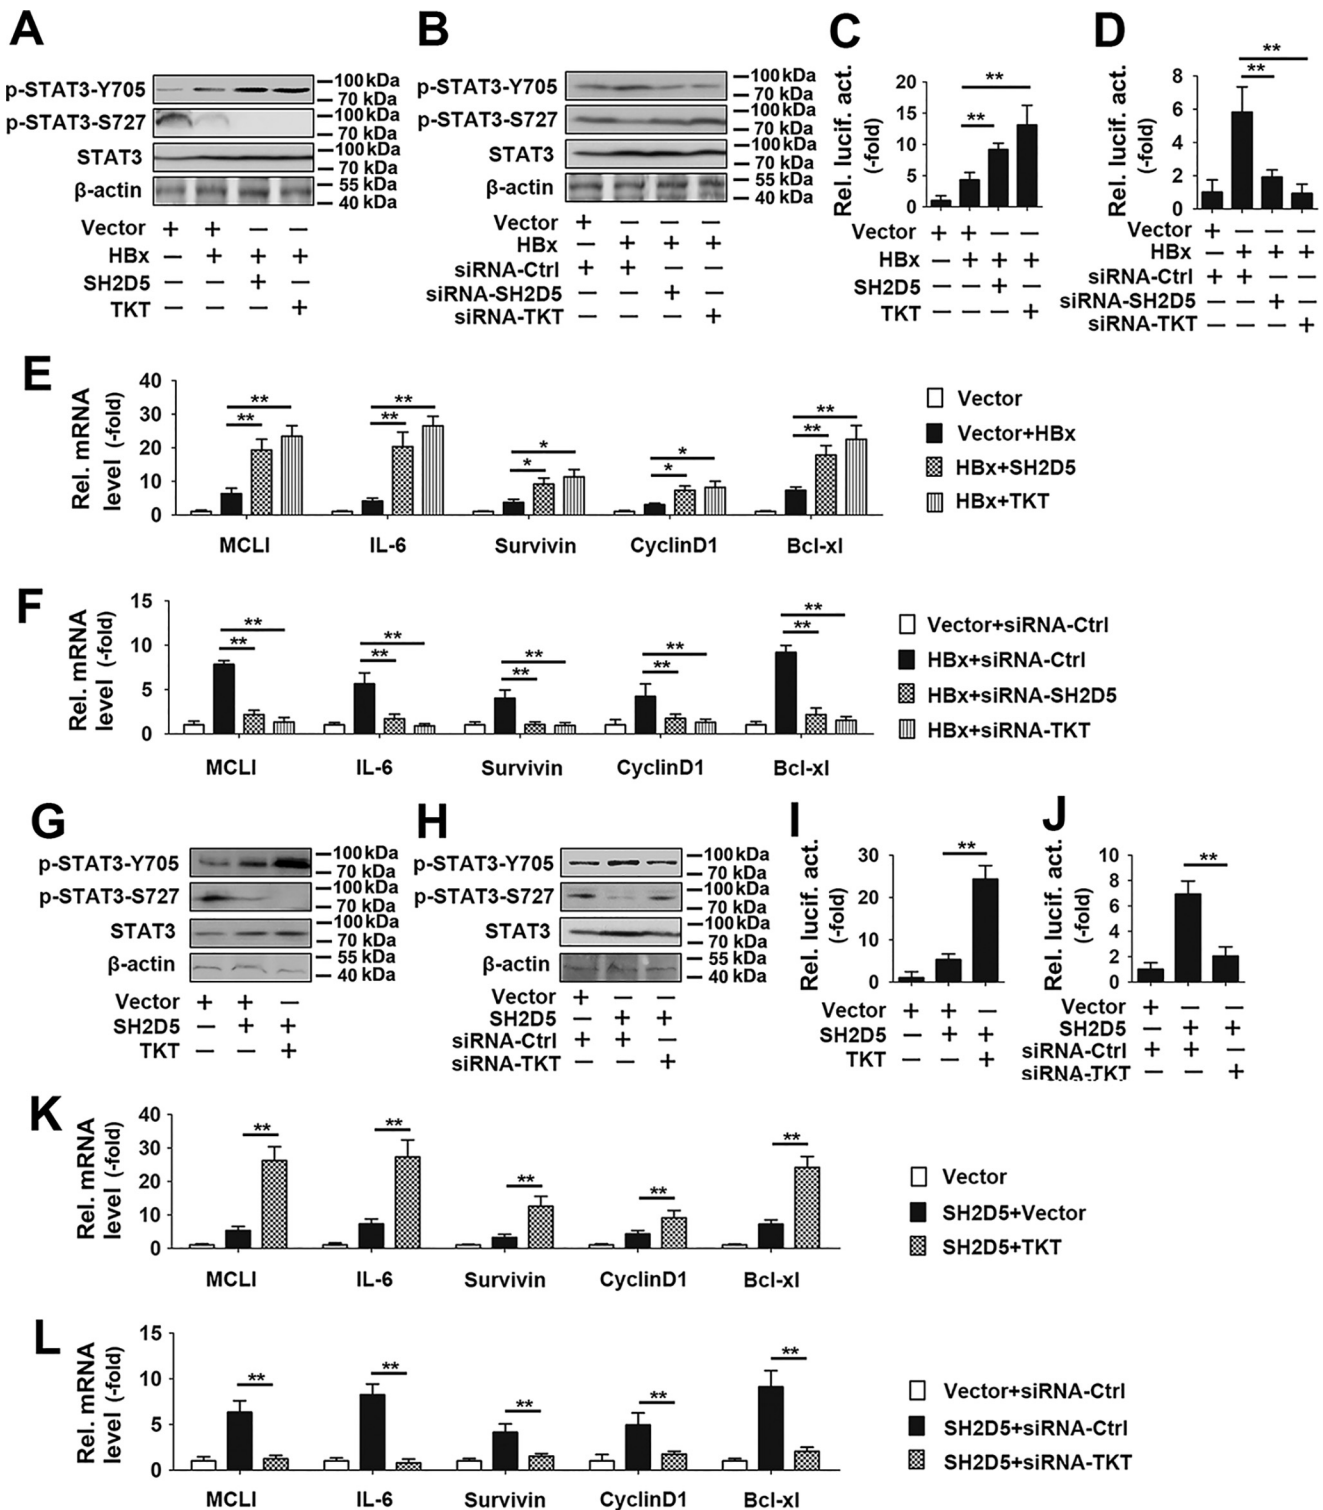 A
p-STAT3-Y705
100 kDa
70 kDa
p-STAT3-S727
100 kDa
70 kDa
STAT3
100 kDa
70 kDa
β-actin
55 kDa
40 kDa
Vector + + — —
HBx — + + +
SH2D5 — — + —
TKT — — — +
B
p-STAT3-Y705
100 kDa
70 kDa
p-STAT3-S727
100 kDa
70 kDa
STAT3
100 kDa
70 kDa
β-actin
55 kDa
40 kDa
Vector + — — —
HBx — + + +
siRNA-Ctrl + + — —
siRNA-SH2D5 — — + —
siRNA-TKT — — — +
C
Rel. lucif. act.
(-fold)
20
15
10
5
0
**
**
Vector + + — —
HBx — + + +
SH2D5 — — + —
TKT — — — +
D
Rel. lucif. act.
(-fold)
8
6
4
2
0
**
**
Vector + — — —
HBx — + + +
siRNA-Ctrl + + — —
siRNA-SH2D5 — — + —
siRNA-TKT — — — +
E
Rel. mRNA
level (-fold)
40
30
20
10
0
** ** * * **
** ** * * **
MCLI IL-6 Survivin CyclinD1 Bcl-xl
Vector
Vector+HBx
HBx+SH2D5
HBx+TKT
F
Rel. mRNA
level (-fold)
15
10
5
0
** ** ** ** **
** ** ** ** **
MCLI IL-6 Survivin CyclinD1 Bcl-xl
Vector+siRNA-Ctrl
HBx+siRNA-Ctrl
HBx+siRNA-SH2D5
HBx+siRNA-TKT
G
p-STAT3-Y705
100 kDa
70 kDa
p-STAT3-S727
100 kDa
70 kDa
STAT3
100 kDa
70 kDa
β-actin
55 kDa
40 kDa
Vector + + —
SH2D5 — + +
TKT — — +
H
p-STAT3-Y705
100 kDa
70 kDa
p-STAT3-S727
100 kDa
70 kDa
STAT3
100 kDa
70 kDa
β-actin
55 kDa
40 kDa
Vector + — —
SH2D5 — + +
siRNA-Ctrl + + —
siRNA-TKT — — +
I
Rel. lucif. act.
(-fold)
30
20
10
0
**
Vector + + —
SH2D5 — + +
TKT — — +
J
Rel. lucif. act.
(-fold)
10
8
6
4
2
0
**
Vector + — —
SH2D5 — + +
siRNA-Ctrl + + —
siRNA-TKT — — +
K
Rel. mRNA
level (-fold)
40
30
20
10
0
** ** ** ** **
MCLI IL-6 Survivin CyclinD1 Bcl-xl
Vector
SH2D5+Vector
SH2D5+TKT
L
Rel. mRNA
level (-fold)
15
10
5
0
** ** ** ** **
MCLI IL-6 Survivin CyclinD1 Bcl-xl
Vector+siRNA-Ctrl
SH2D5+siRNA-Ctrl
SH2D5+siRNA-TKT